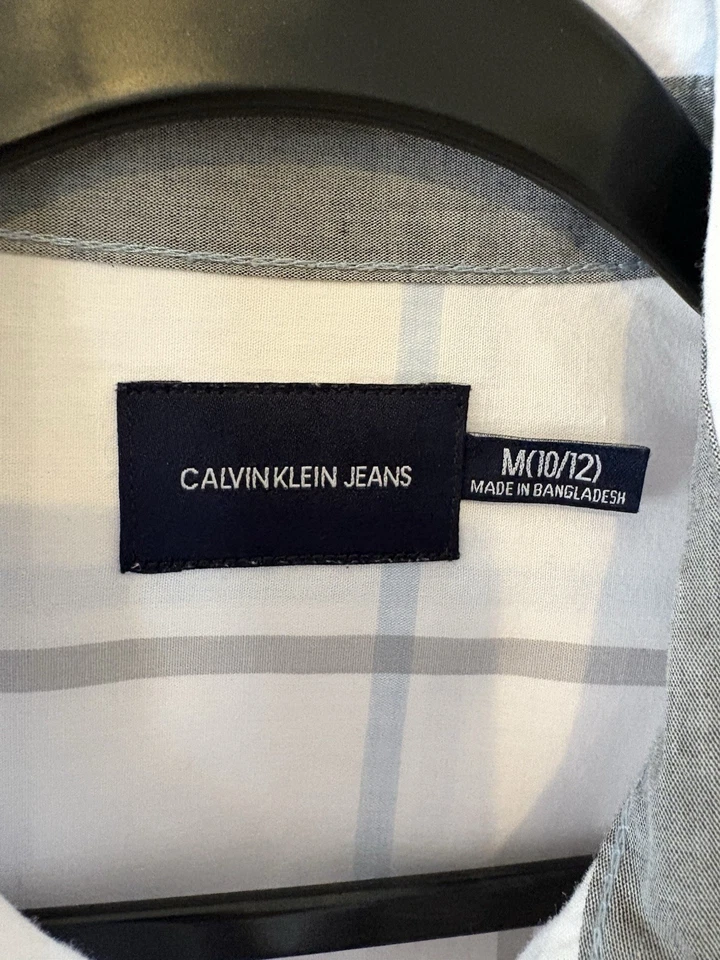 CALVIN KLEIN JEANS
M(10/12)
MADE IN BANGLADESH